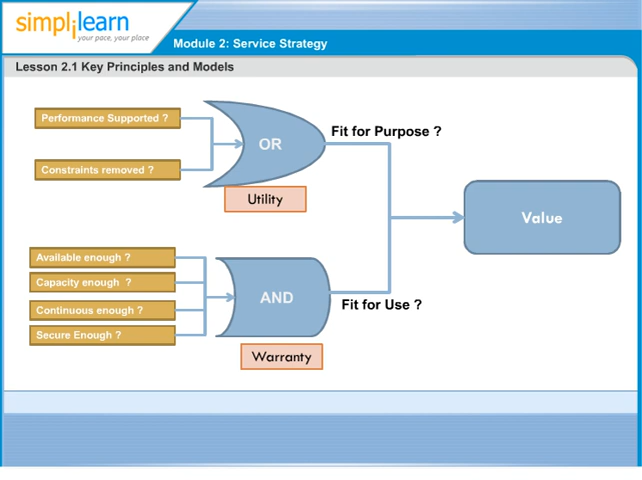 simplilearn
your pace, your place
Module 2: Service Strategy
Lesson 2.1 Key Principles and Models
Performance Supported ?
Constraints removed ?
OR
Fit for Purpose ?
Utility
Value
Available enough ?
Capacity enough  ?
Continuous enough ?
Secure Enough ?
AND
Fit for Use ?
Warranty